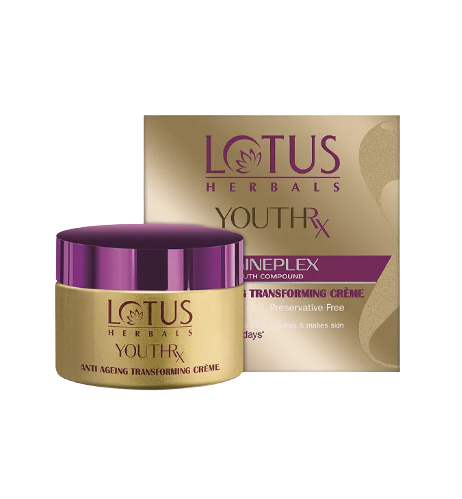 LOTUS
HERBALS
YOUTHRx
INEPLEX
UTH COMPOUND
G TRANSFORMING CRÈME
Preservative Free
& makes skin
days*
LOTUS
HERBALS
YOUTHRx
ANTI AGEING TRANSFORMING CRÈME